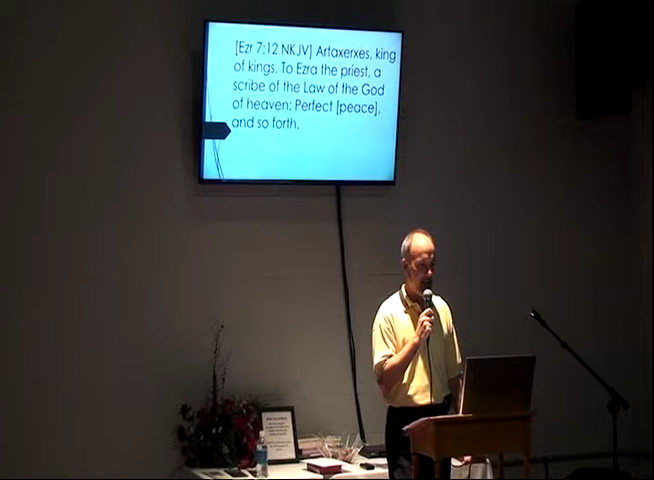 [Ezr 7:12 NKJV] Artaxerxes, king
of kings, To Ezra the priest, a
scribe of the Law of the God
of heaven: Perfect [peace],
and so forth.